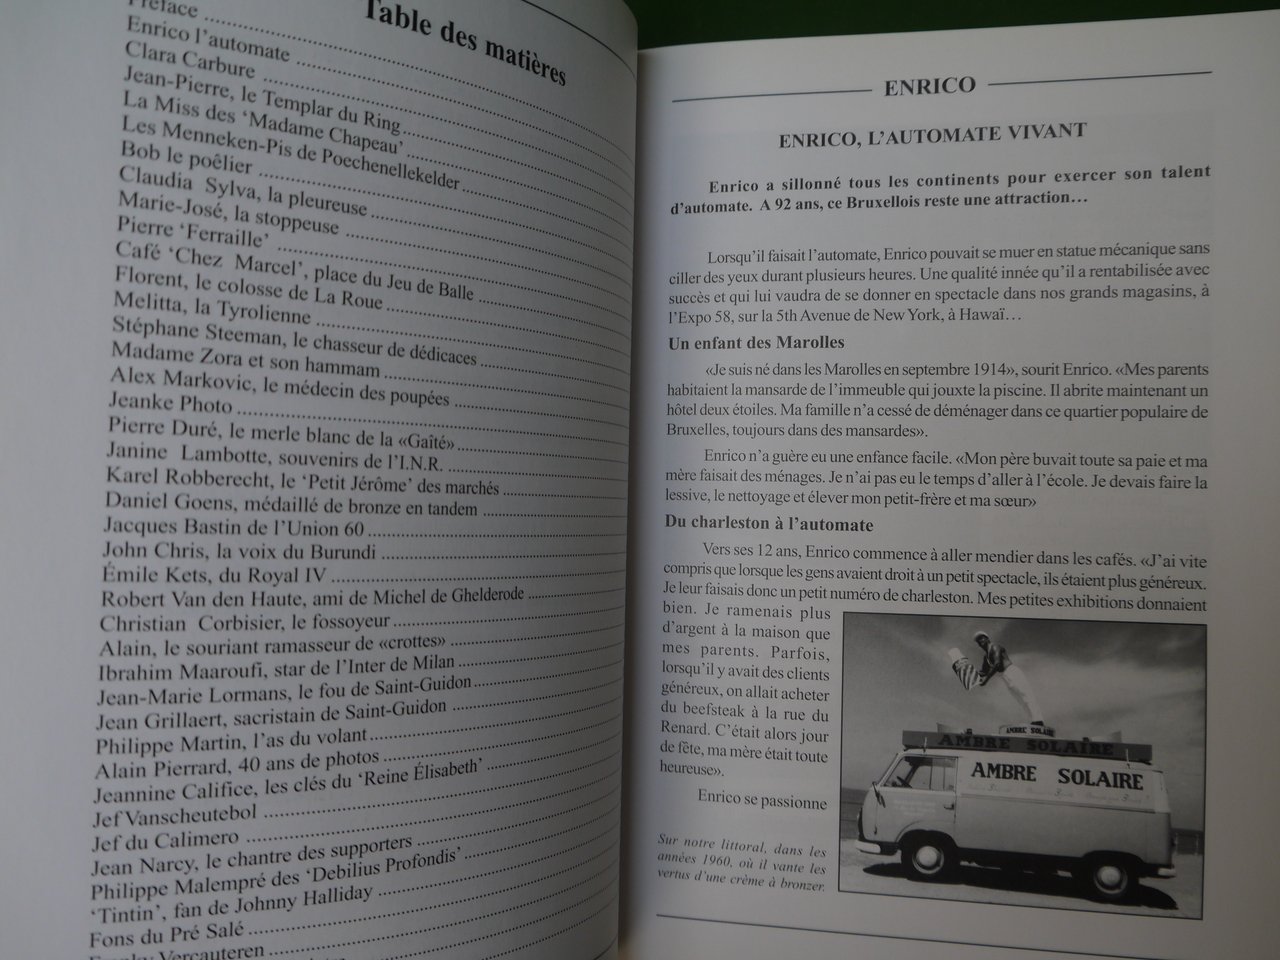 Table des matières
Préface
Enrico l'automate
Clara Carbure
Jean-Pierre, le Templar du Ring
La Miss des 'Madame Chapeau'
Les Menneken-Pis de Poechenellekelder
Bob le poêlier
Claudia Sylva, la pleureuse
Marie-José, la stoppeuse
Pierre 'Ferraille'
Café 'Chez Marcel', place du Jeu de Balle
Florent, le colosse de La Roue
Melitta, la Tyrolienne
Stéphane Steeman, le chasseur de dédicaces
Madame Zora et son hammam
Alex Markovic, le médecin des poupées
Jeanke Photo
Pierre Duré, le merle blanc de la «Gaîté»
Janine Lambotte, souvenirs de l'I.N.R.
Karel Robberecht, le 'Petit Jérôme' des marchés
Daniel Goens, médaillé de bronze en tandem
Jacques Bastin de l'Union 60
John Chris, la voix du Burundi
Émile Kets, du Royal IV
Robert Van den Haute, ami de Michel de Ghelderode
Christian Corbisier, le fossoyeur
Alain, le souriant ramasseur de «crottes»
Ibrahim Maaroufi, star de l'Inter de Milan
Jean-Marie Lormans, le fou de Saint-Guidon
Jean Grillaert, sacristain de Saint-Guidon
Philippe Martin, l'as du volant
Alain Pierrard, 40 ans de photos
Jeannine Califice, les clés du 'Reine Élisabeth'
Jef Vanscheutebol
Jef du Calimero
Jean Narcy, le chantre des supporters
Philippe Malempré des 'Debilius Profondis'
'Tintin', fan de Johnny Halliday
Fons du Pré Salé
Vercauteren
ENRICO
ENRICO, L'AUTOMATE VIVANT
Enrico a sillonné tous les continents pour exercer son talent
d'automate. A 92 ans, ce Bruxellois reste une attraction…
Lorsqu'il faisait l'automate, Enrico pouvait se muer en statue mécanique sans
ciller des yeux durant plusieurs heures. Une qualité innée qu'il a rentabilisée avec
succès et qui lui vaudra de se donner en spectacle dans nos grands magasins, à
l'Expo 58, sur la 5th Avenue de New York, à Hawaï…
Un enfant des Marolles
«Je suis né dans les Marolles en septembre 1914», sourit Enrico. «Mes parents
habitaient la mansarde de l'immeuble qui jouxte la piscine. Il abrite maintenant un
hôtel deux étoiles. Ma famille n'a cessé de déménager dans ce quartier populaire de
Bruxelles, toujours dans des mansardes».
Enrico n'a guère eu une enfance facile. «Mon père buvait toute sa paie et ma
mère faisait des ménages. Je n'ai pas eu le temps d'aller à l'école. Je devais faire la
lessive, le nettoyage et élever mon petit-frère et ma sœur»
Du charleston à l'automate
Vers ses 12 ans, Enrico commence à aller mendier dans les cafés. «J'ai vite
compris que lorsque les gens avaient droit à un petit spectacle, ils étaient plus généreux.
Je leur faisais donc un petit numéro de charleston. Mes petites exhibitions donnaient
bien. Je ramenais plus
d'argent à la maison que
mes parents. Parfois,
lorsqu'il y avait des clients
généreux, on allait acheter
du beefsteak à la rue du
Renard. C'était alors jour
de fête, ma mère était toute
heureuse».
Enrico se passionne
Sur notre littoral, dans les
années 1960, où il vante les
vertus d'une crème à bronzer.
AMBRE SOLAIRE
AMBRE SOLAIRE
AMBRE SOLAIRE